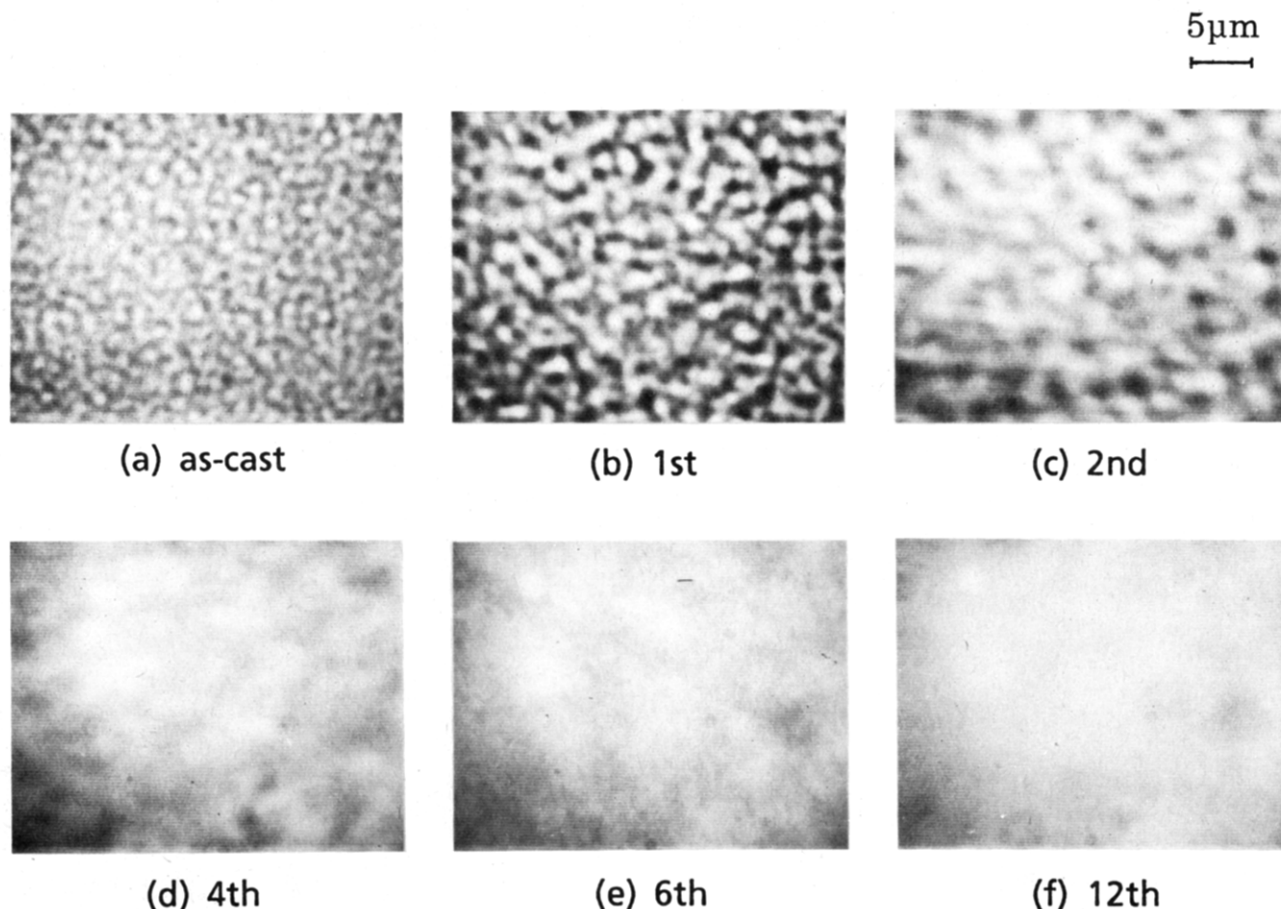 5µm
(a) as-cast
(b) 1st
(c) 2nd
(d) 4th
(e) 6th
(f) 12th